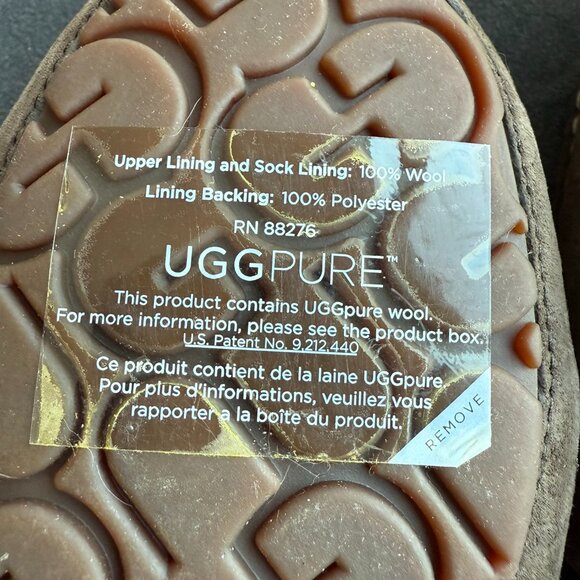 Upper Lining and Sock Lining: 100% Wool
Lining Backing: 100% Polyester
RN 88276
UGGPURE™
This product contains UGGpure wool.
For more information, please see the product box.
U.S. Patent No. 9,212,440
Ce produit contient de la laine UGGpure.
Pour plus d'informations, veuillez vous
rapporter a la boîte du produit.
REMOVE